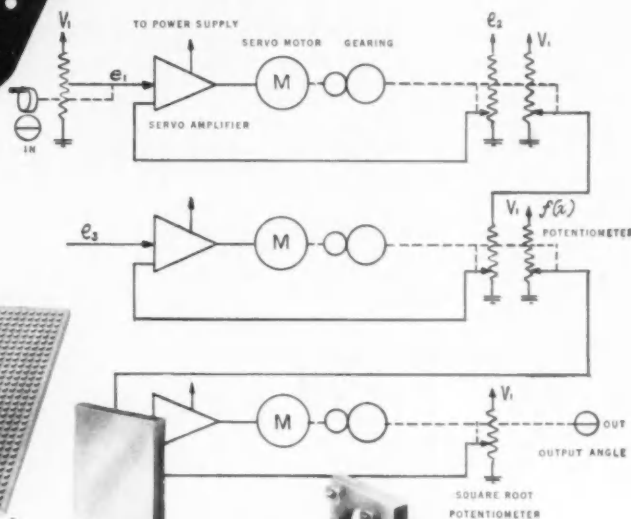 V₁
TO POWER SUPPLY
SERVO MOTOR GEARING
e₂ V₁
e₁
M
IN
SERVO AMPLIFIER
V₁ f(x)
POTENTIOMETER
e₃
M
V₁
M
OUT
OUTPUT ANGLE
SQUARE ROOT
POTENTIOMETER